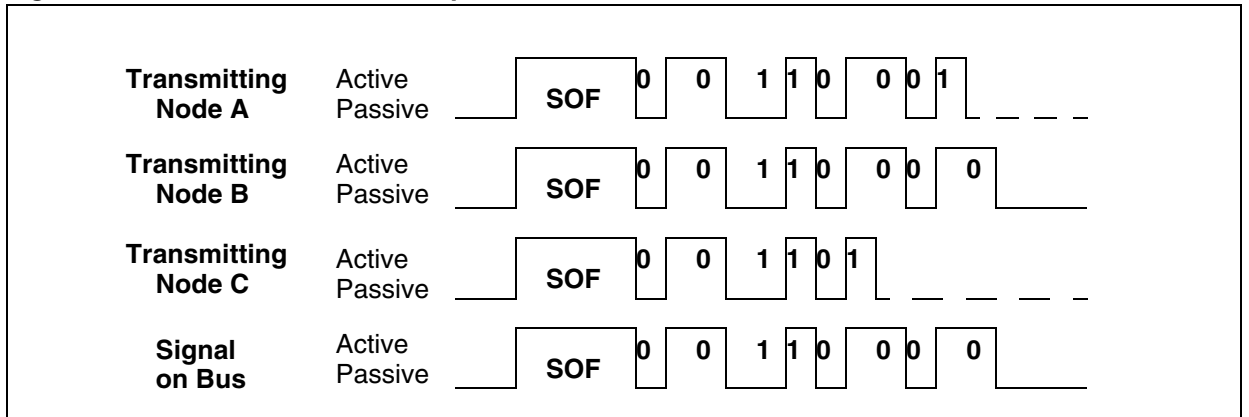 Transmitting Node A Active Passive SOF 0 0 1 1 0 0 0 1
Transmitting Node B Active Passive SOF 0 0 1 1 0 0 0 0
Transmitting Node C Active Passive SOF 0 0 1 1 0 1
Signal on Bus Active Passive SOF 0 0 1 1 0 0 0 0